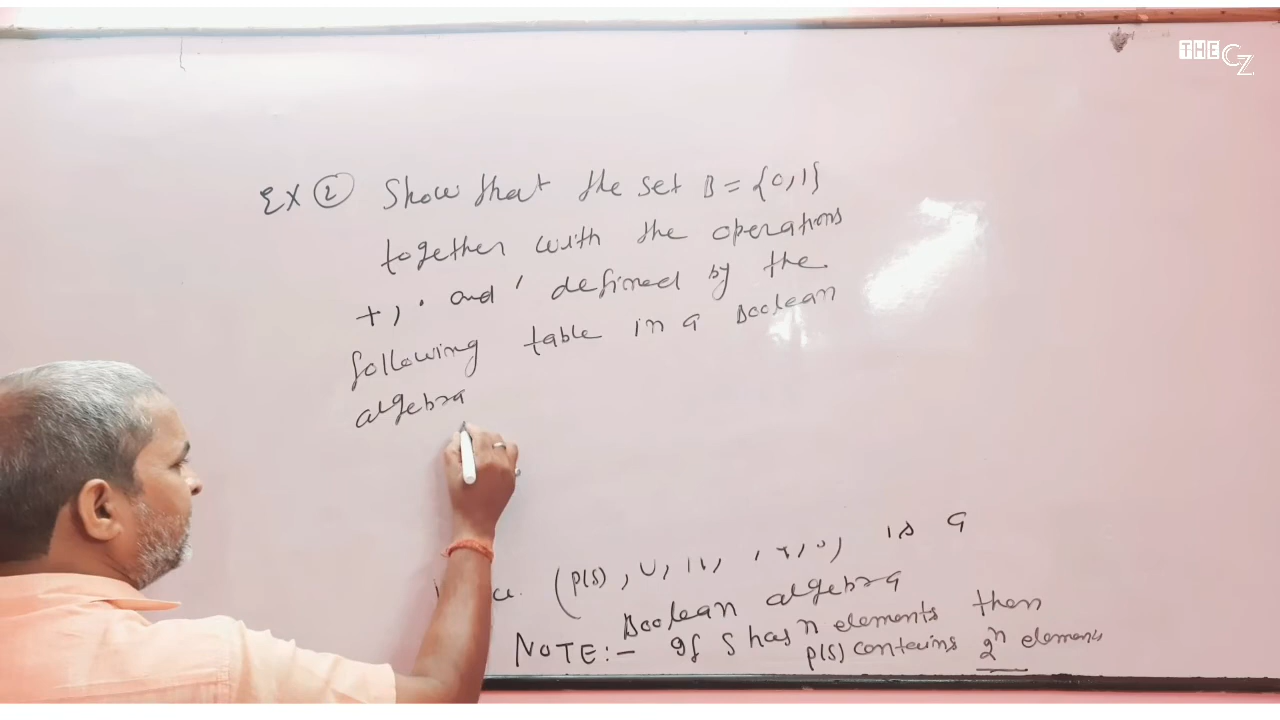 THE CZ
Ex ② Show that the set B = {0,1}
together with the operations
+, · and ' defined by the
following table in a Boolean
algebra
(P(S), U, is a
Boolean algebra
NOTE:- If S has n elements then
P(S) contains 2ⁿ elements